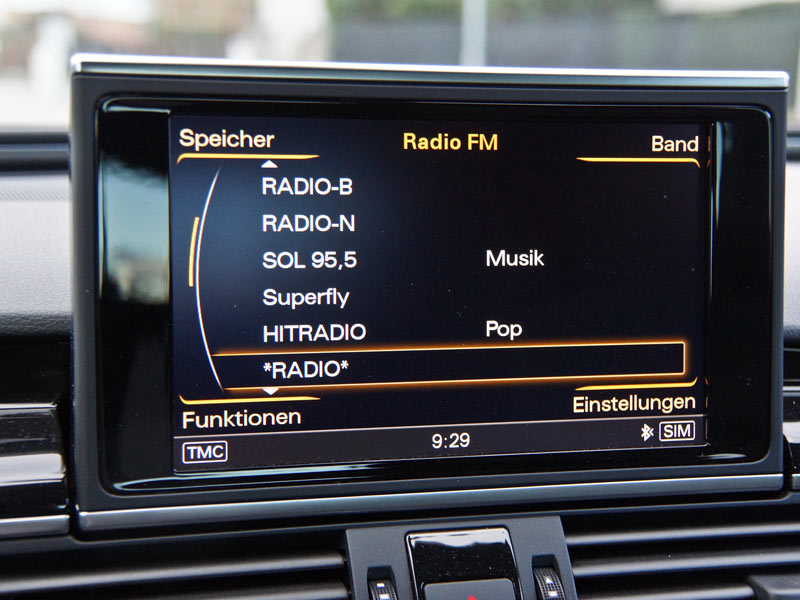 Speicher Radio FM Band
RADIO-B
RADIO-N
SOL 95,5 Musik
Superfly
HITRADIO Pop
*RADIO*
Funktionen Einstellungen
TMC 9:29 SIM